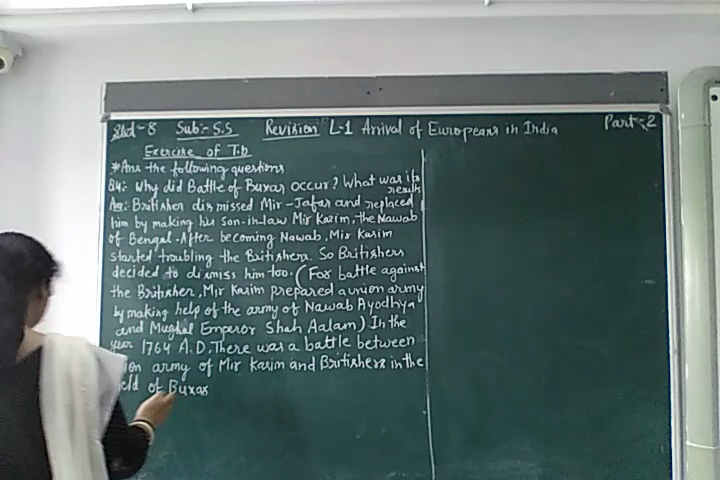 Std-8 Sub:-S.S Revision L-1 Arrival of Europeans in India Part-2
Exercise of T.b
*Ans the following questions
Q4:- Why did Battle of Buxar occur? What was its results
Ans:- Britisher dismissed Mir-Jafar and replaced
him by making his son-in-law Mir Kazim, the Nawab
of Bengal. After becoming Nawab, Mir Kasim
started troubling the Britishers. So Britishers
decided to dismiss him too. (For battle against
the Britisher, Mir Kasim prepared a union army
by making help of the army of Nawab Ayodhya
and Mughal Emperor Shah Aalam) In the
year 1764 A.D, There was a battle between
army of Mir Kasim and Britishers in the
of Buxar